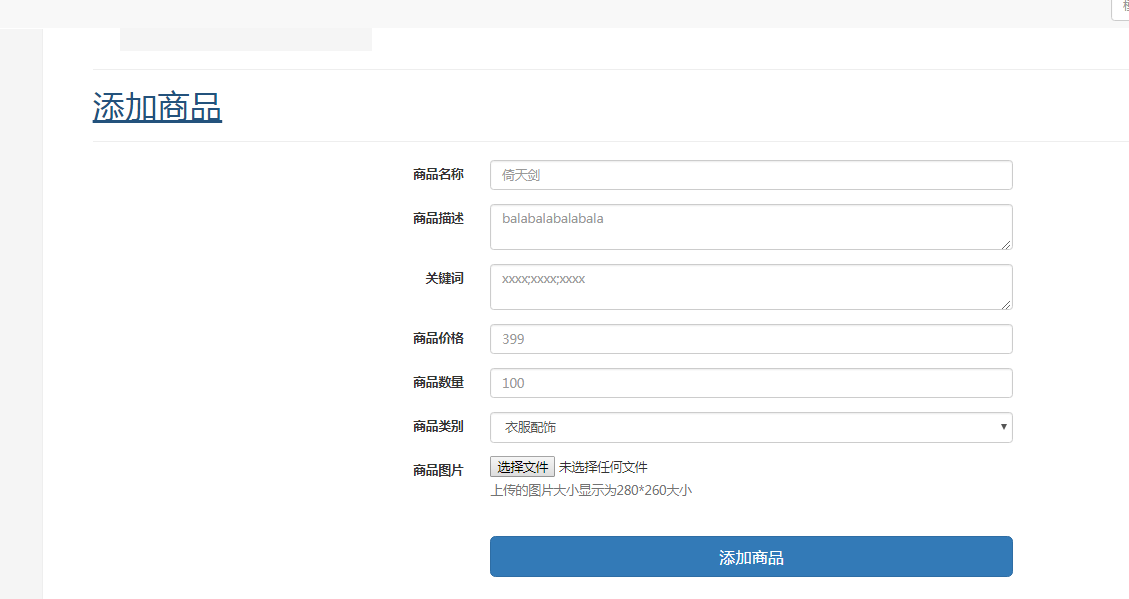 添加商品
商品名称 倚天剑
商品描述 balabalabalabala
关键词 xxxx;xxxx;xxxx
商品价格 399
商品数量 100
商品类别 衣服配饰
商品图片 选择文件 未选择任何文件
上传的图片大小显示为280*260大小
添加商品